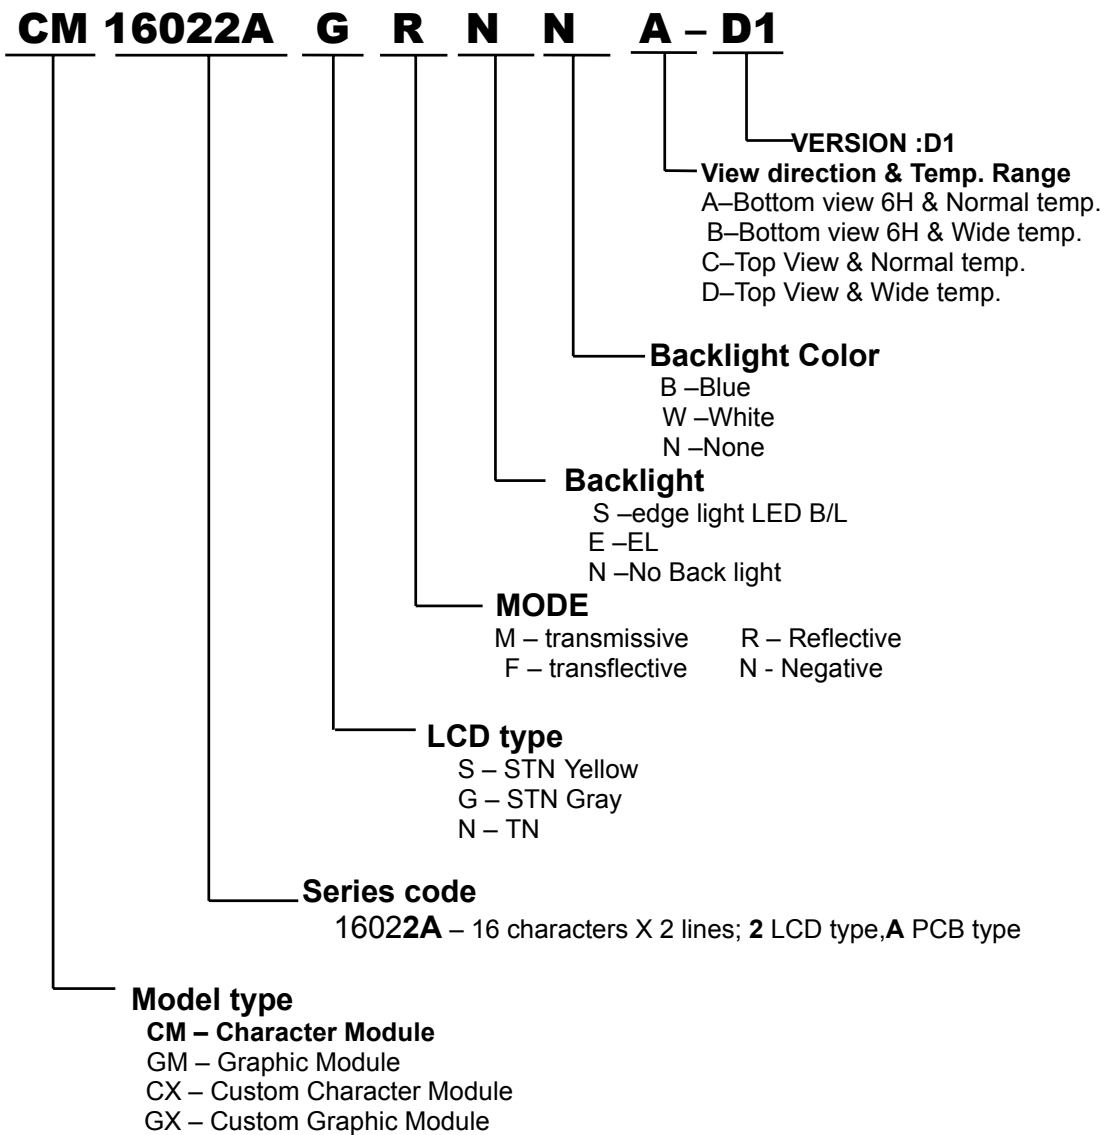 CM 16022A G R N N A – D1
VERSION :D1
View direction & Temp. Range
A–Bottom view 6H & Normal temp.
B–Bottom view 6H & Wide temp.
C–Top View & Normal temp.
D–Top View & Wide temp.
Backlight Color
B –Blue
W –White
N –None
Backlight
S –edge light LED B/L
E –EL
N –No Back light
MODE
M – transmissive R – Reflective
F – transflective N - Negative
LCD type
S – STN Yellow
G – STN Gray
N – TN
Series code
16022A – 16 characters X 2 lines; 2 LCD type,A PCB type
Model type
CM – Character Module
GM – Graphic Module
CX – Custom Character Module
GX – Custom Graphic Module